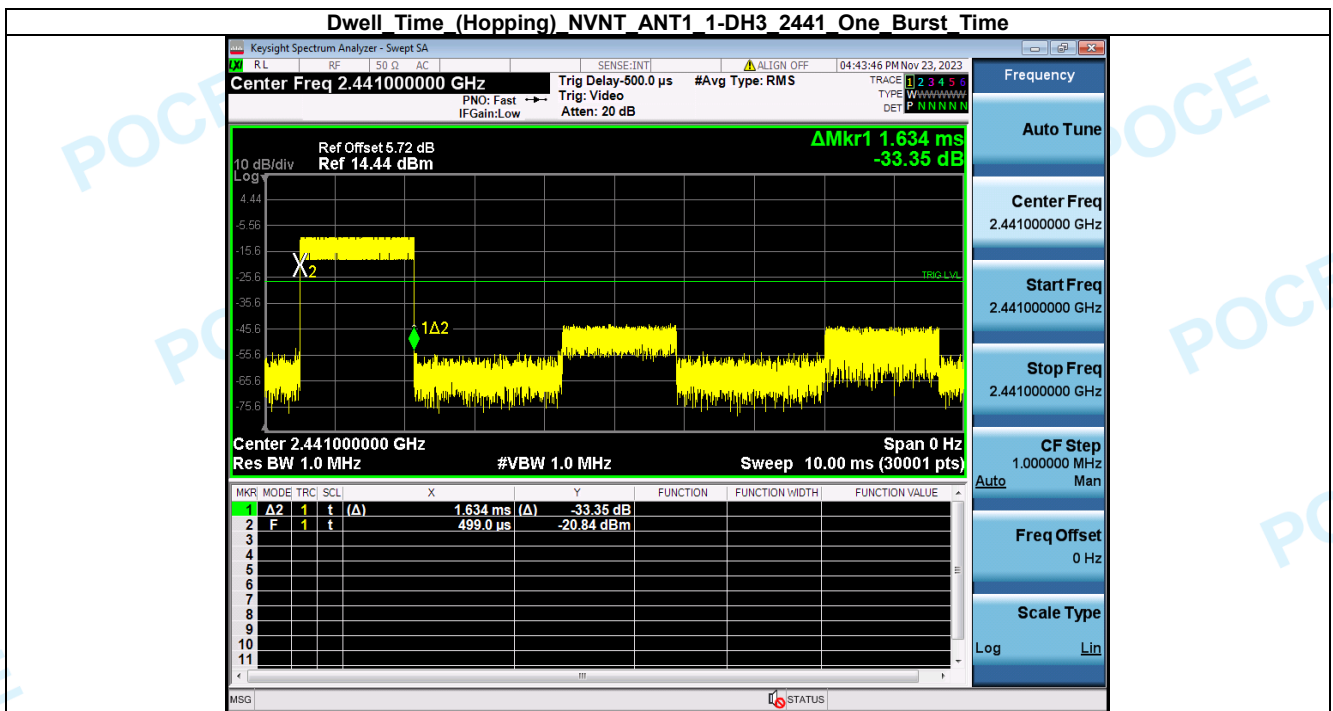 Dwell_Time_(Hopping)_NVNT_ANT1_1-DH3_2441_One_Burst_Time
Keysight Spectrum Analyzer - Swept SA
LXI RL RF 50 Ω AC SENSE:INT ALIGN OFF 04:43:46 PM Nov 23, 2023
Center Freq 2.441000000 GHz
PNO: Fast
IFGain:Low
Trig Delay-500.0 µs
Trig: Video
Atten: 20 dB
#Avg Type: RMS
TRACE 1 2 3 4 5 6
TYPE WWWWWW
DET P N N N N N
ΔMkr1 1.634 ms
-33.35 dB
Ref Offset 5.72 dB
10 dB/div Ref 14.44 dBm
Log
4.44
-5.56
-15.6
-25.6
-35.6
-45.6
-55.6
-65.6
-75.6
2
1Δ2
TRIG LVL
Center 2.441000000 GHz Span 0 Hz
Res BW 1.0 MHz #VBW 1.0 MHz Sweep 10.00 ms (30001 pts)
MKR MODE TRC SCL X Y FUNCTION FUNCTION WIDTH FUNCTION VALUE
1 Δ2 1 t (Δ) 1.634 ms (Δ) -33.35 dB
2 F 1 t 499.0 µs -20.84 dBm
3
4
5
6
7
8
9
10
11
MSG STATUS
Frequency
Auto Tune
Center Freq
2.441000000 GHz
Start Freq
2.441000000 GHz
Stop Freq
2.441000000 GHz
CF Step
1.000000 MHz
Auto Man
Freq Offset
0 Hz
Scale Type
Log Lin
POCE
POCE
POCE
POCE